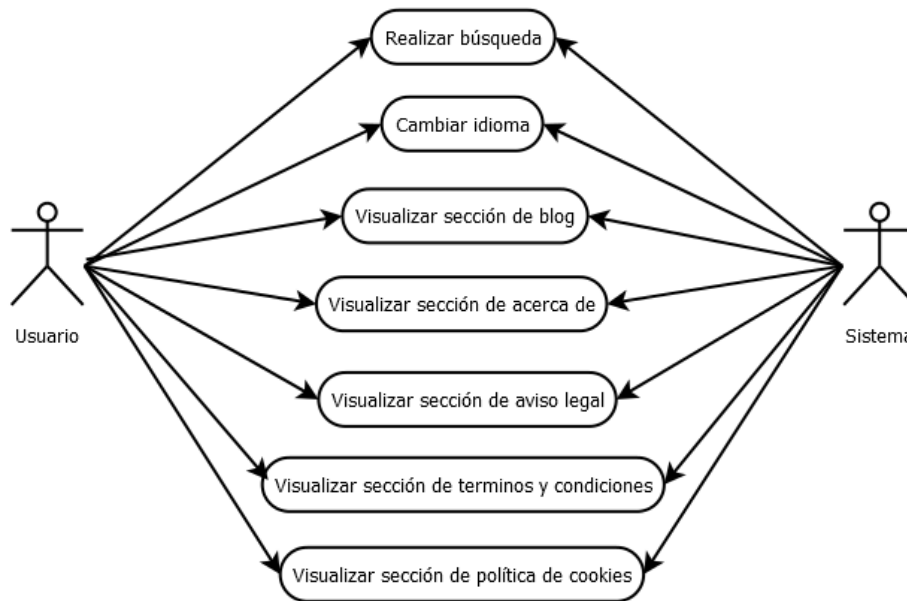 Realizar búsqueda
Cambiar idioma
Visualizar sección de blog
Visualizar sección de acerca de
Usuario
Sistema
Visualizar sección de aviso legal
Visualizar sección de terminos y condiciones
Visualizar sección de política de cookies